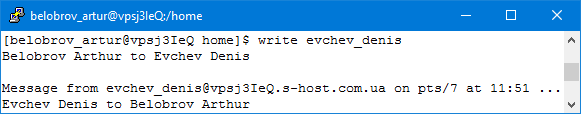 belobrov_artur@vpsj3IeQ:/home
[belobrov_artur@vpsj3IeQ home]$ write evchev_denis
Belobrov Arthur to Evchev Denis
Message from evchev_denis@vpsj3IeQ.s-host.com.ua on pts/7 at 11:51 ...
Evchev Denis to Belobrov Arthur